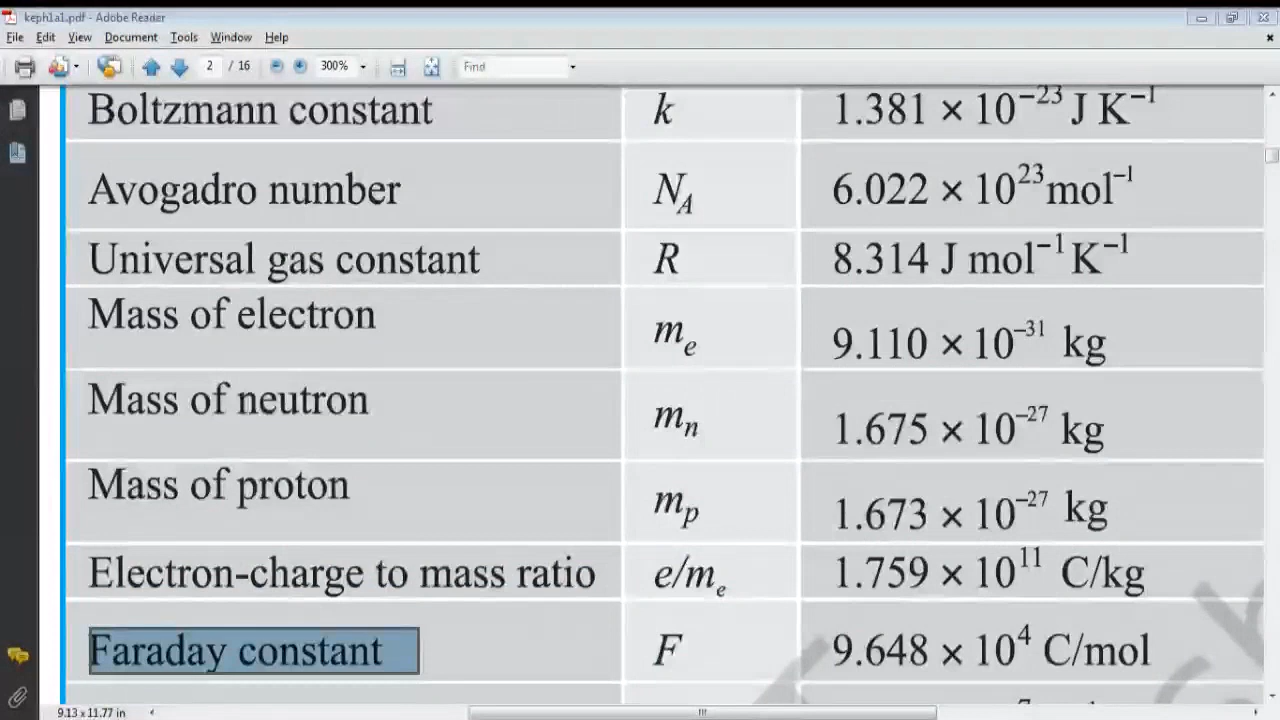 keph1a1.pdf - Adobe Reader
File Edit View Document Tools Window Help
2 / 16 300% Find
Boltzmann constant k 1.381 × 10⁻²³ J K⁻¹
Avogadro number N_A 6.022 × 10²³mol⁻¹
Universal gas constant R 8.314 J mol⁻¹ K⁻¹
Mass of electron m_e 9.110 × 10⁻³¹ kg
Mass of neutron m_n 1.675 × 10⁻²⁷ kg
Mass of proton m_p 1.673 × 10⁻²⁷ kg
Electron-charge to mass ratio e/m_e 1.759 × 10¹¹ C/kg
Faraday constant F 9.648 × 10⁴ C/mol
9.13 x 11.77 in